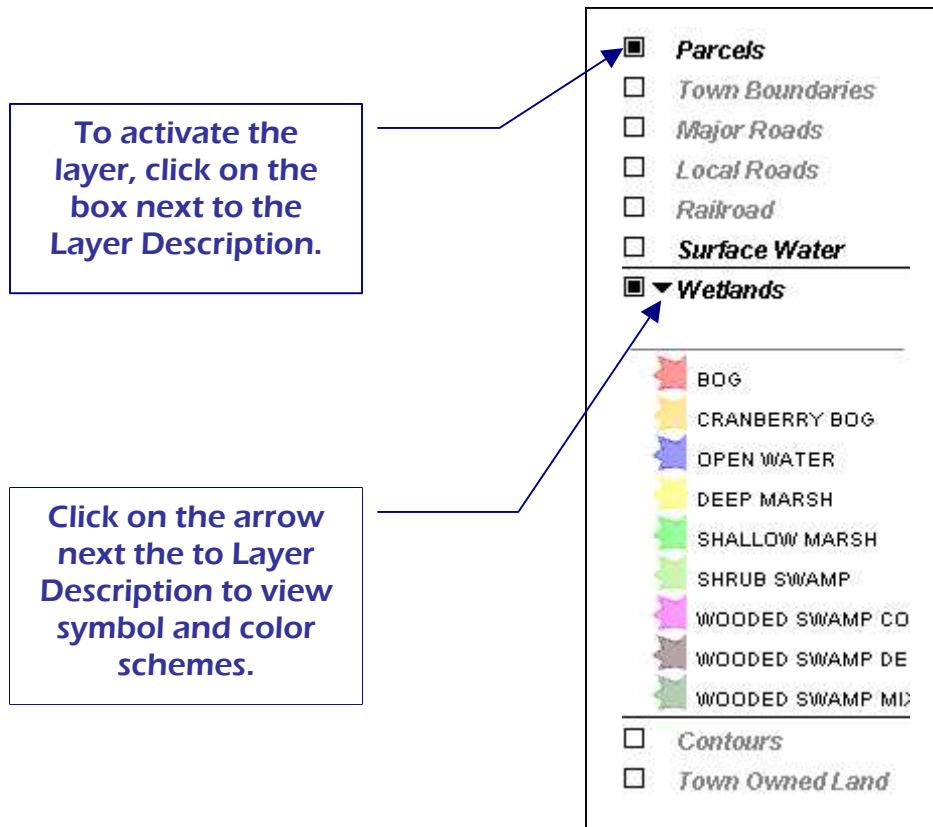 To activate the
layer, click on the
box next to the
Layer Description.
Click on the arrow
next the to Layer
Description to view
symbol and color
schemes.
Parcels
Town Boundaries
Major Roads
Local Roads
Railroad
Surface Water
Wetlands
BOG
CRANBERRY BOG
OPEN WATER
DEEP MARSH
SHALLOW MARSH
SHRUB SWAMP
WOODED SWAMP CO
WOODED SWAMP DE
WOODED SWAMP MIX
Contours
Town Owned Land